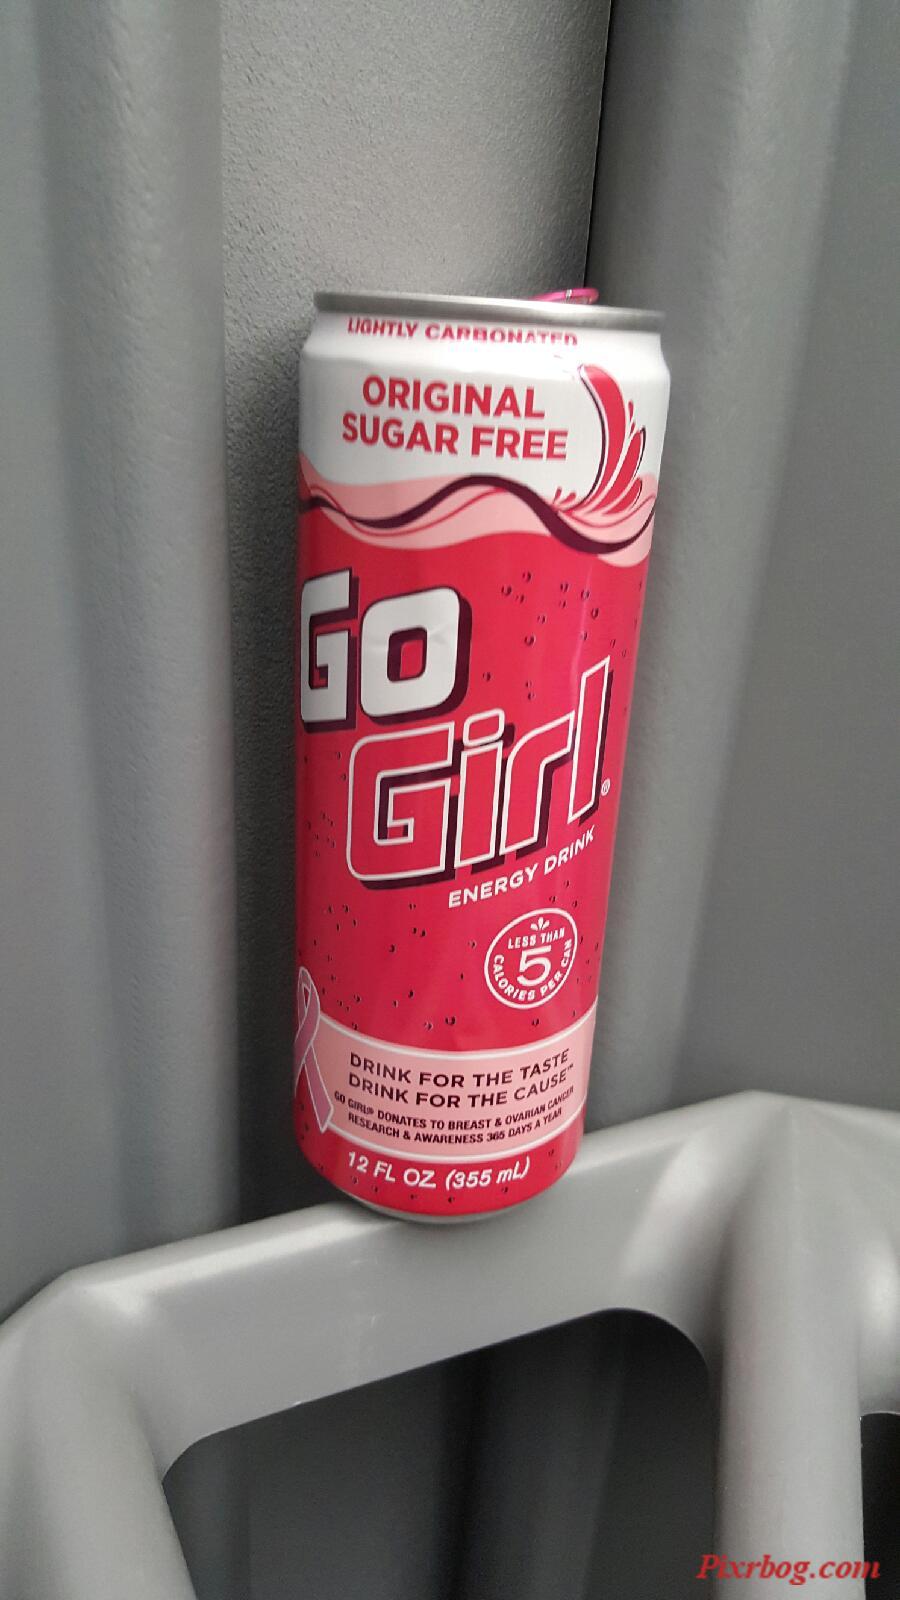 LIGHTLY CARBONATED
ORIGINAL
SUGAR FREE
GO
Girl®
ENERGY DRINK
LESS THAN
5
CALORIES PER CAN
DRINK FOR THE TASTE
DRINK FOR THE CAUSE™
GO GIRL® DONATES TO BREAST & OVARIAN CANCER
RESEARCH & AWARENESS 365 DAYS A YEAR
12 FL OZ (355 mL)
Pixrbog.com